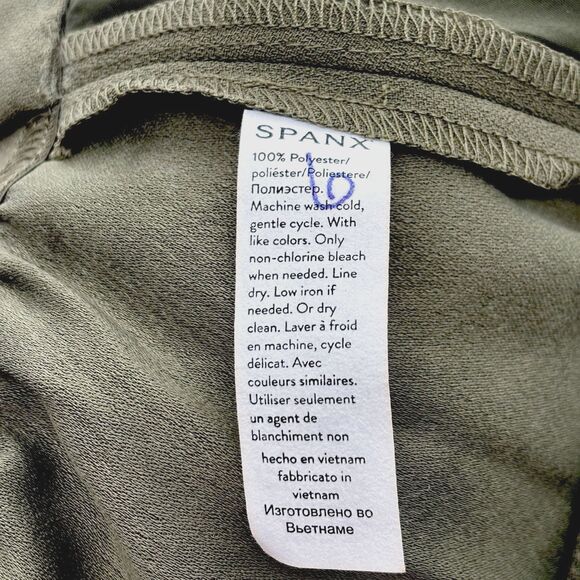 SPANX
100% Polyester/
poliéster/Poliestere/
Полиэстер.
6
Machine wash cold,
gentle cycle. With
like colors. Only
non-chlorine bleach
when needed. Line
dry. Low iron if
needed. Or dry
clean. Laver à froid
en machine, cycle
délicat. Avec
couleurs similaires.
Utiliser seulement
un agent de
blanchiment non
hecho en vietnam
fabbricato in
vietnam
Изготовлено во
Вьетнаме